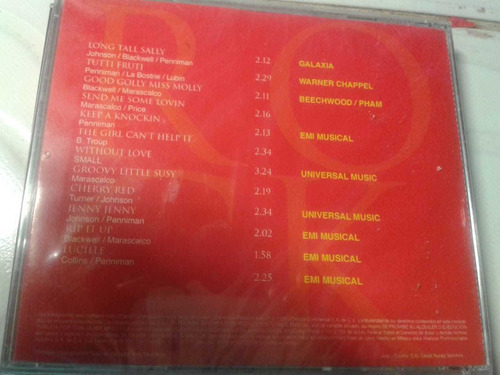 ROCK
LONG TALL SALLY
Johnson / Blackwell / Penniman 2.12 GALAXIA
TUTTI FRUTI
Penniman / La Bostrie / Lubin 2.29 WARNER CHAPPEL
GOOD GOLLY MISS MOLLY
Blackwell / Marascalco 2.11 BEECHWOOD / PHAM
SEND ME SOME LOVIN
Marascalco / Price 2.16
KEEP A KNOCKIN
Penniman 2.13 EMI MUSICAL
THE GIRL CAN'T HELP IT
B. Troup 2.34
WITHOUT LOVE
SMALL 3.24 UNIVERSAL MUSIC
GROOVY LITTLE SUSY
Marascalco 2.19
CHERRY RED
Turner / Johnson 2.34 UNIVERSAL MUSIC
JENNY JENNY
Johnson / Penniman 2.02 EMI MUSICAL
RIP IT UP
Blackwell / Marascalco 1.58 EMI MUSICAL
LUCILLE
Collins / Penniman 2.25 EMI MUSICAL